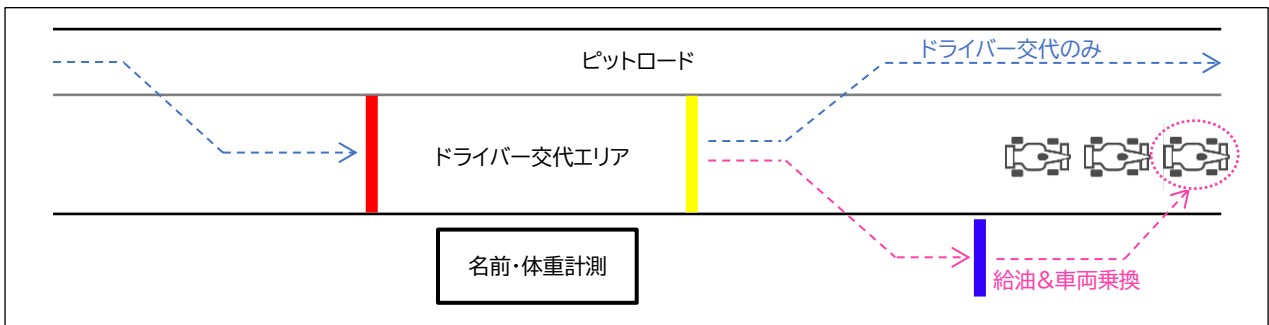 ピットロード
ドライバー交代のみ
ドライバー交代エリア
名前・体重計測
給油&車両乗換